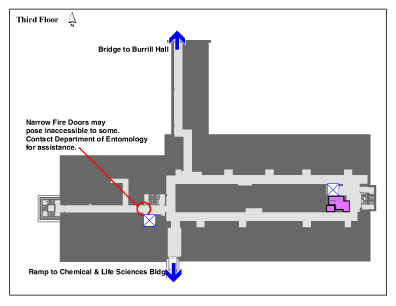 Third Floor
N
Bridge to Burrill Hall
Narrow Fire Doors may
pose inaccessible to some.
Contact Department of Entomology
for assistance.
Ramp to Chemical & Life Sciences Bldg